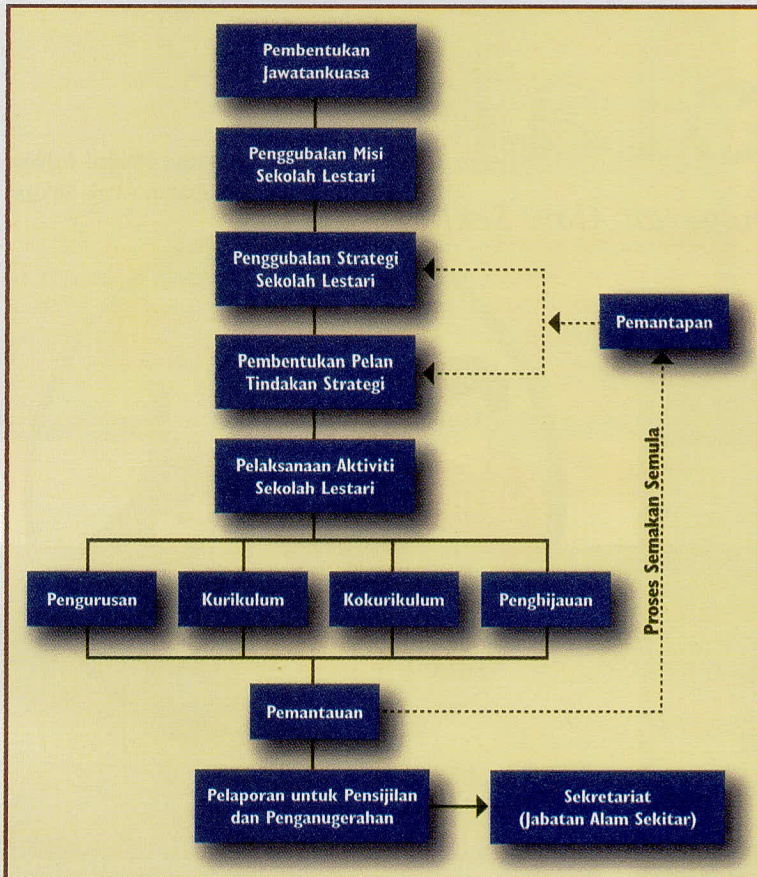 Pembentukan
Jawatankuasa
Penggubalan Misi
Sekolah Lestari
Penggubalan Strategi
Sekolah Lestari
Pemantapan
Pembentukan Pelan
Tindakan Strategi
Pelaksanaan Aktiviti
Sekolah Lestari
Proses Semakan Semula
Pengurusan
Kurikulum
Kokurikulum
Penghijauan
Pemantauan
Pelaporan untuk Pensijilan
dan Penganugerahan
Sekretariat
(Jabatan Alam Sekitar)